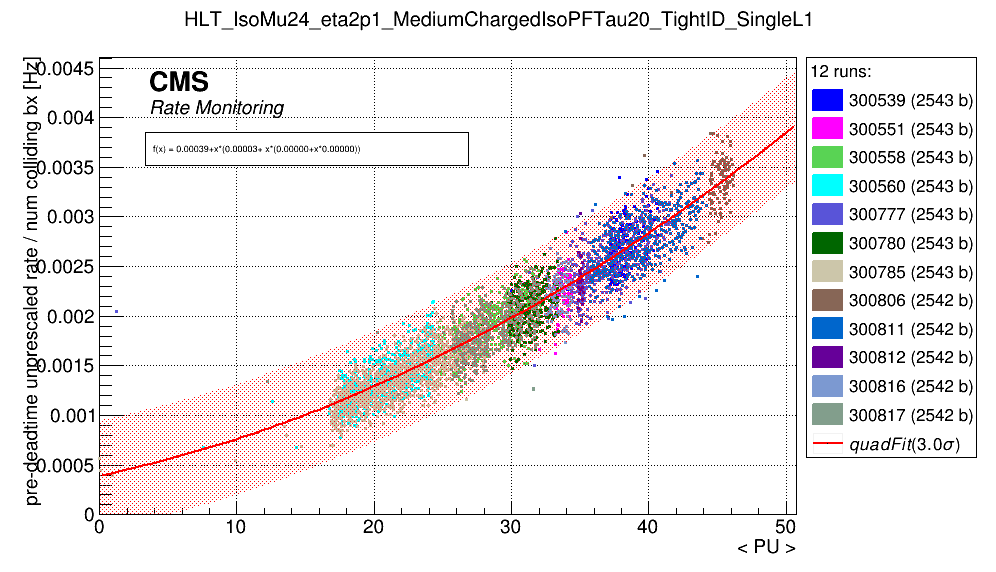 HLT_IsoMu24_eta2p1_MediumChargedIsoPFTau20_TightID_SingleL1
pre-deadtime unprescaled rate / num colliding bx [Hz]
0.0045
0.004
0.0035
0.003
0.0025
0.002
0.0015
0.001
0.0005
0
CMS
Rate Monitoring
f(x) = 0.00039+x*(0.00003+ x*(0.00000+x*0.00000))
0 10 20 30 40 50
< PU >
12 runs:
300539 (2543 b)
300551 (2543 b)
300558 (2543 b)
300560 (2543 b)
300777 (2543 b)
300780 (2543 b)
300785 (2543 b)
300806 (2542 b)
300811 (2542 b)
300812 (2542 b)
300816 (2542 b)
300817 (2542 b)
quadFit(3.0σ)